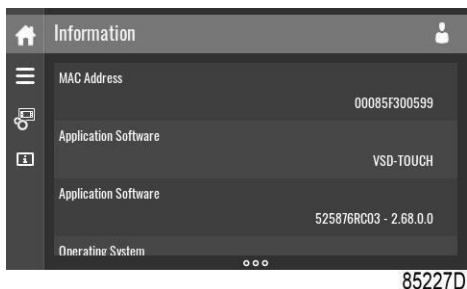 Information
MAC Address
00085F300599
Application Software
VSD-TOUCH
Application Software
525876RC03 - 2.68.0.0
Operating System
85227D